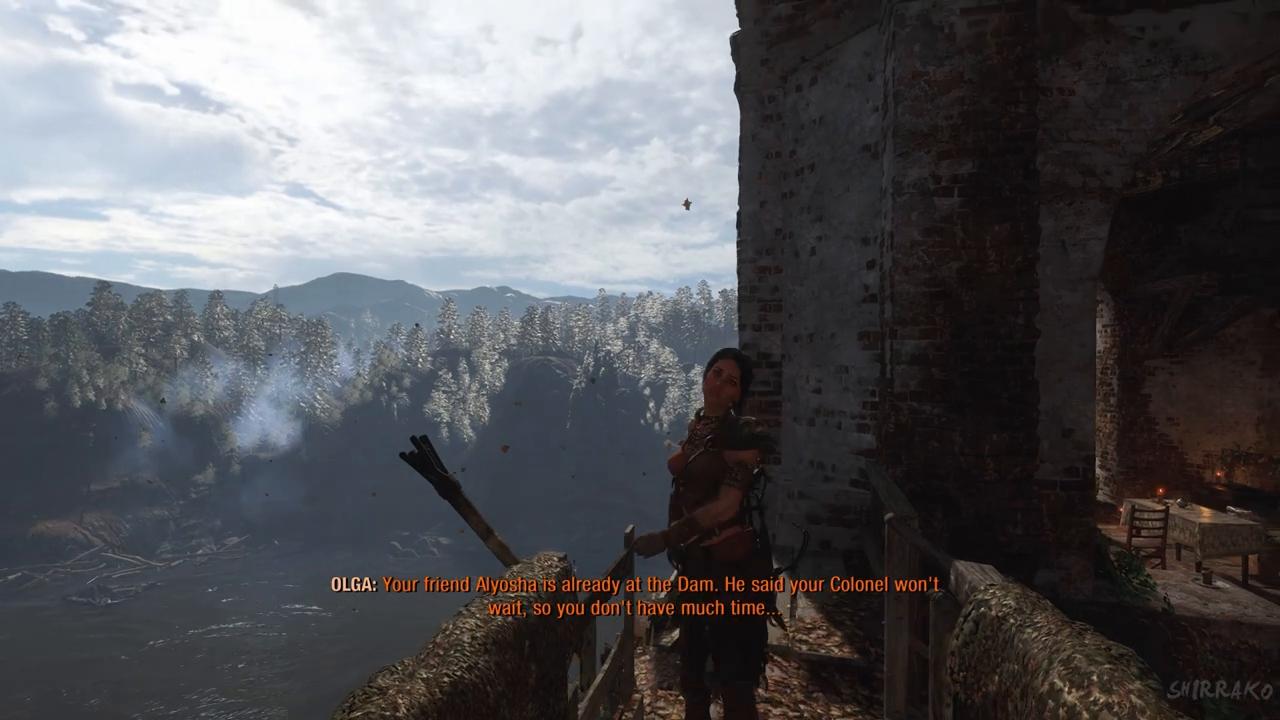 OLGA: Your friend Alyosha is already at the Dam. He said your Colonel won't
wait, so you don't have much time...
SHIRRAKO